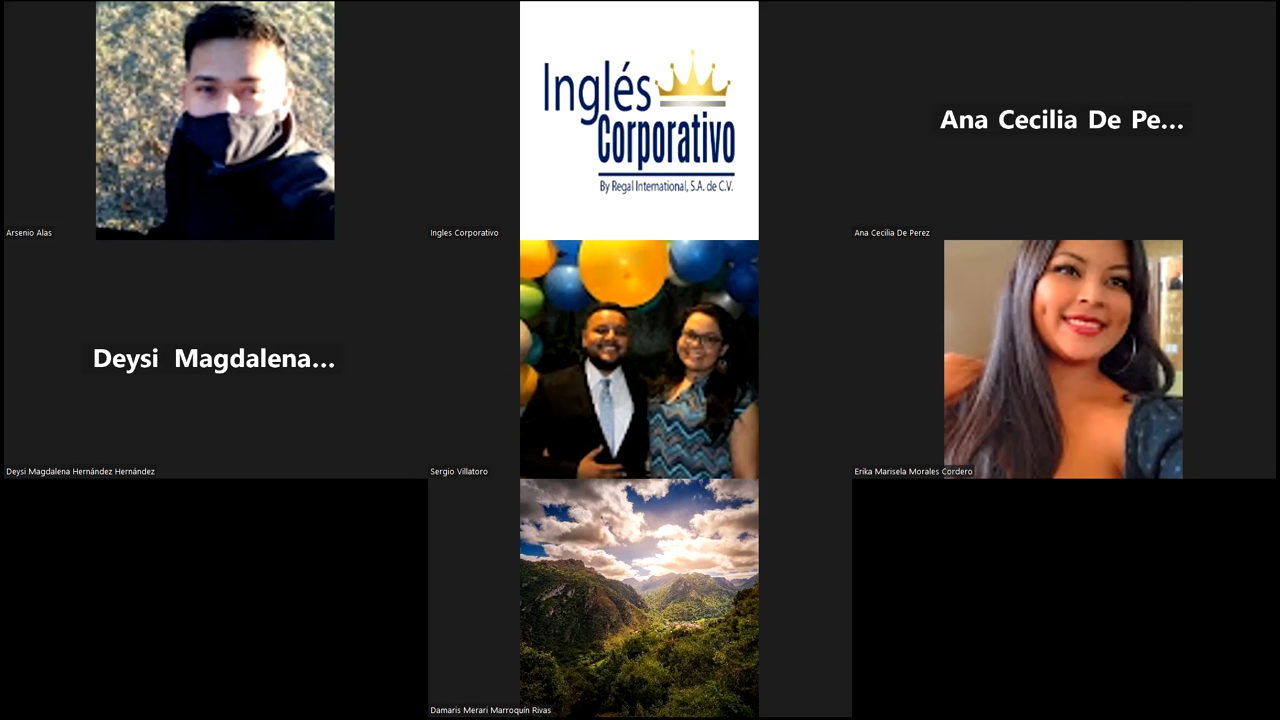 Inglés
Corporativo
By Regal International, S.A. de C.V.
Ana Cecilia De Pe...
Arsenio Alas
Ingles Corporativo
Ana Cecilia De Perez
Deysi Magdalena...
Deysi Magdalena Hernández Hernández
Sergio Villatoro
Erika Marisela Morales Cordero
Damaris Merari Marroquín Rivas